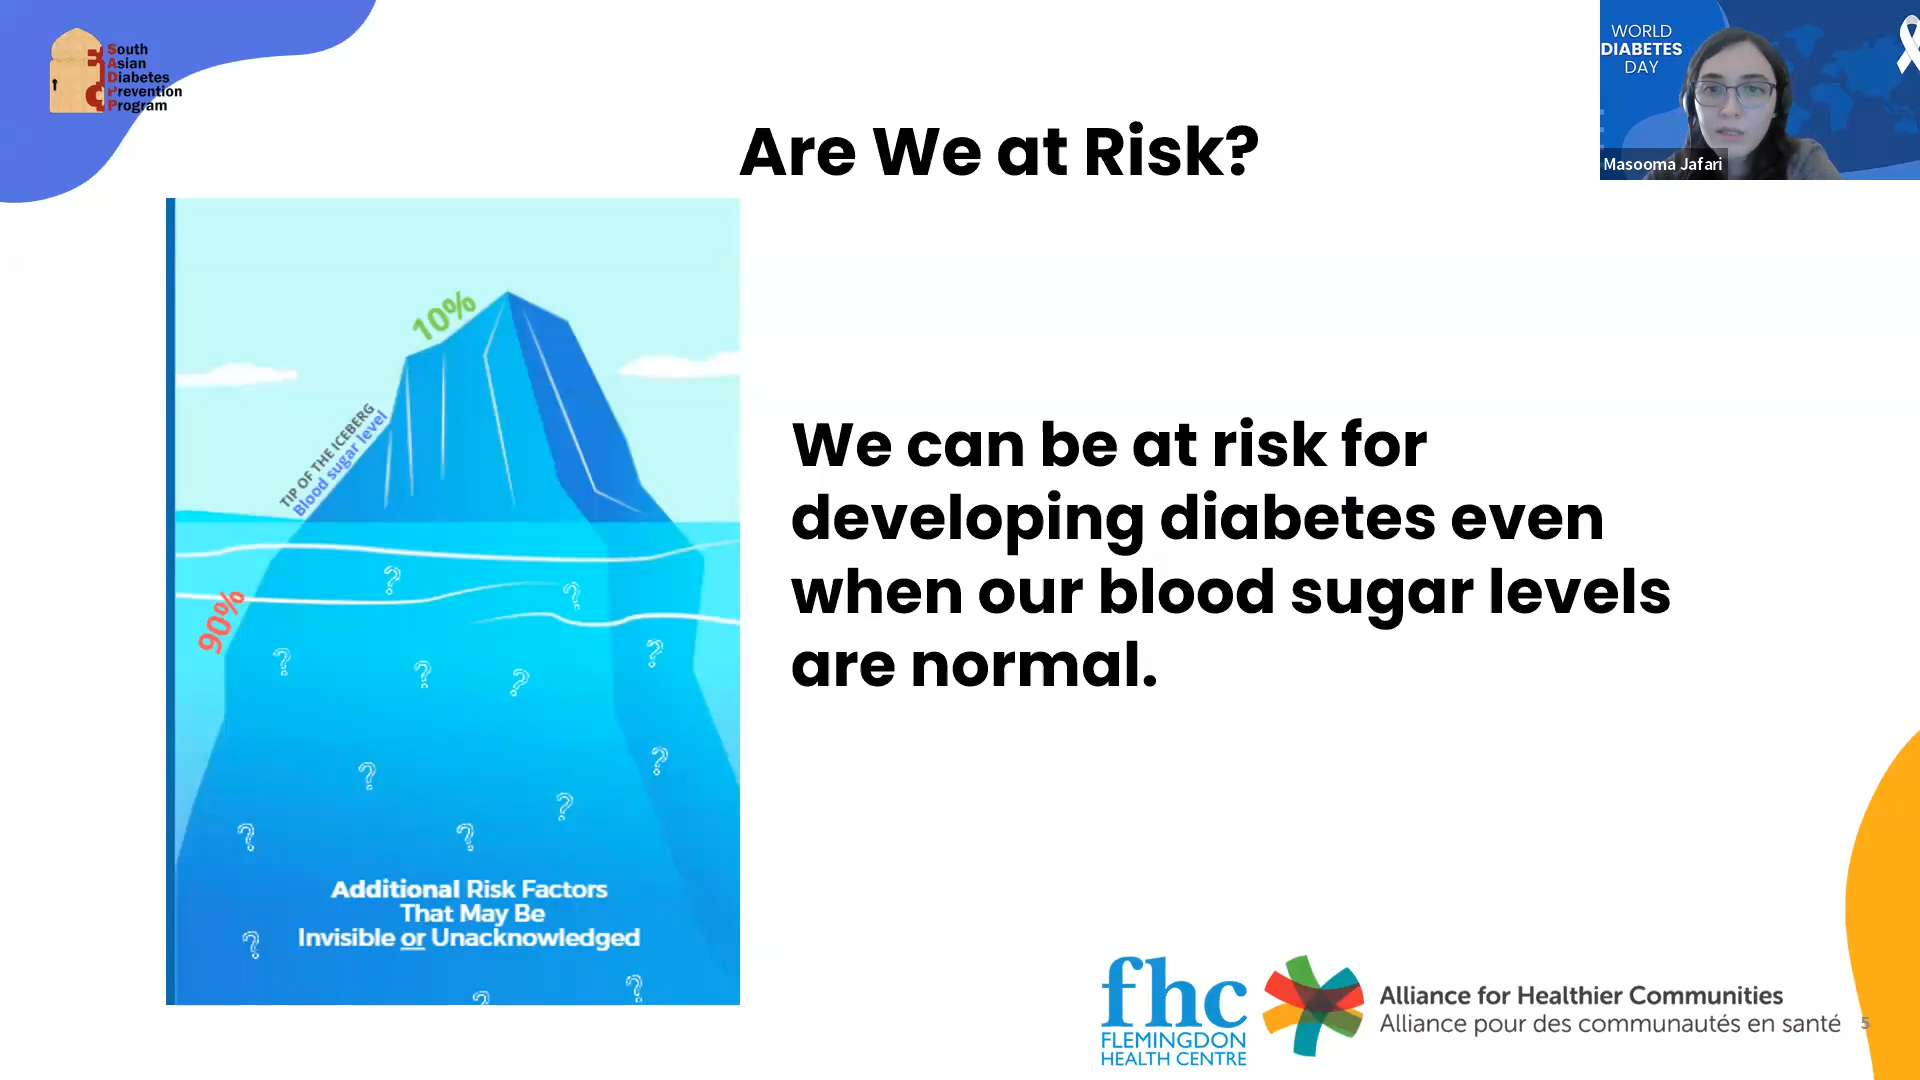 South
Asian
Diabetes
Prevention
Program
WORLD
DIABETES
DAY
Masooma Jafari
Are We at Risk?
10%
TIP OF THE ICEBERG
Blood sugar level
90%
? ?
? ? ? ?
? ?
?
? ?
Additional Risk Factors
That May Be
Invisible or Unacknowledged
?
? ?
We can be at risk for
developing diabetes even
when our blood sugar levels
are normal.
fhc
FLEMINGDON
HEALTH CENTRE
Alliance for Healthier Communities
Alliance pour des communautés en santé
5